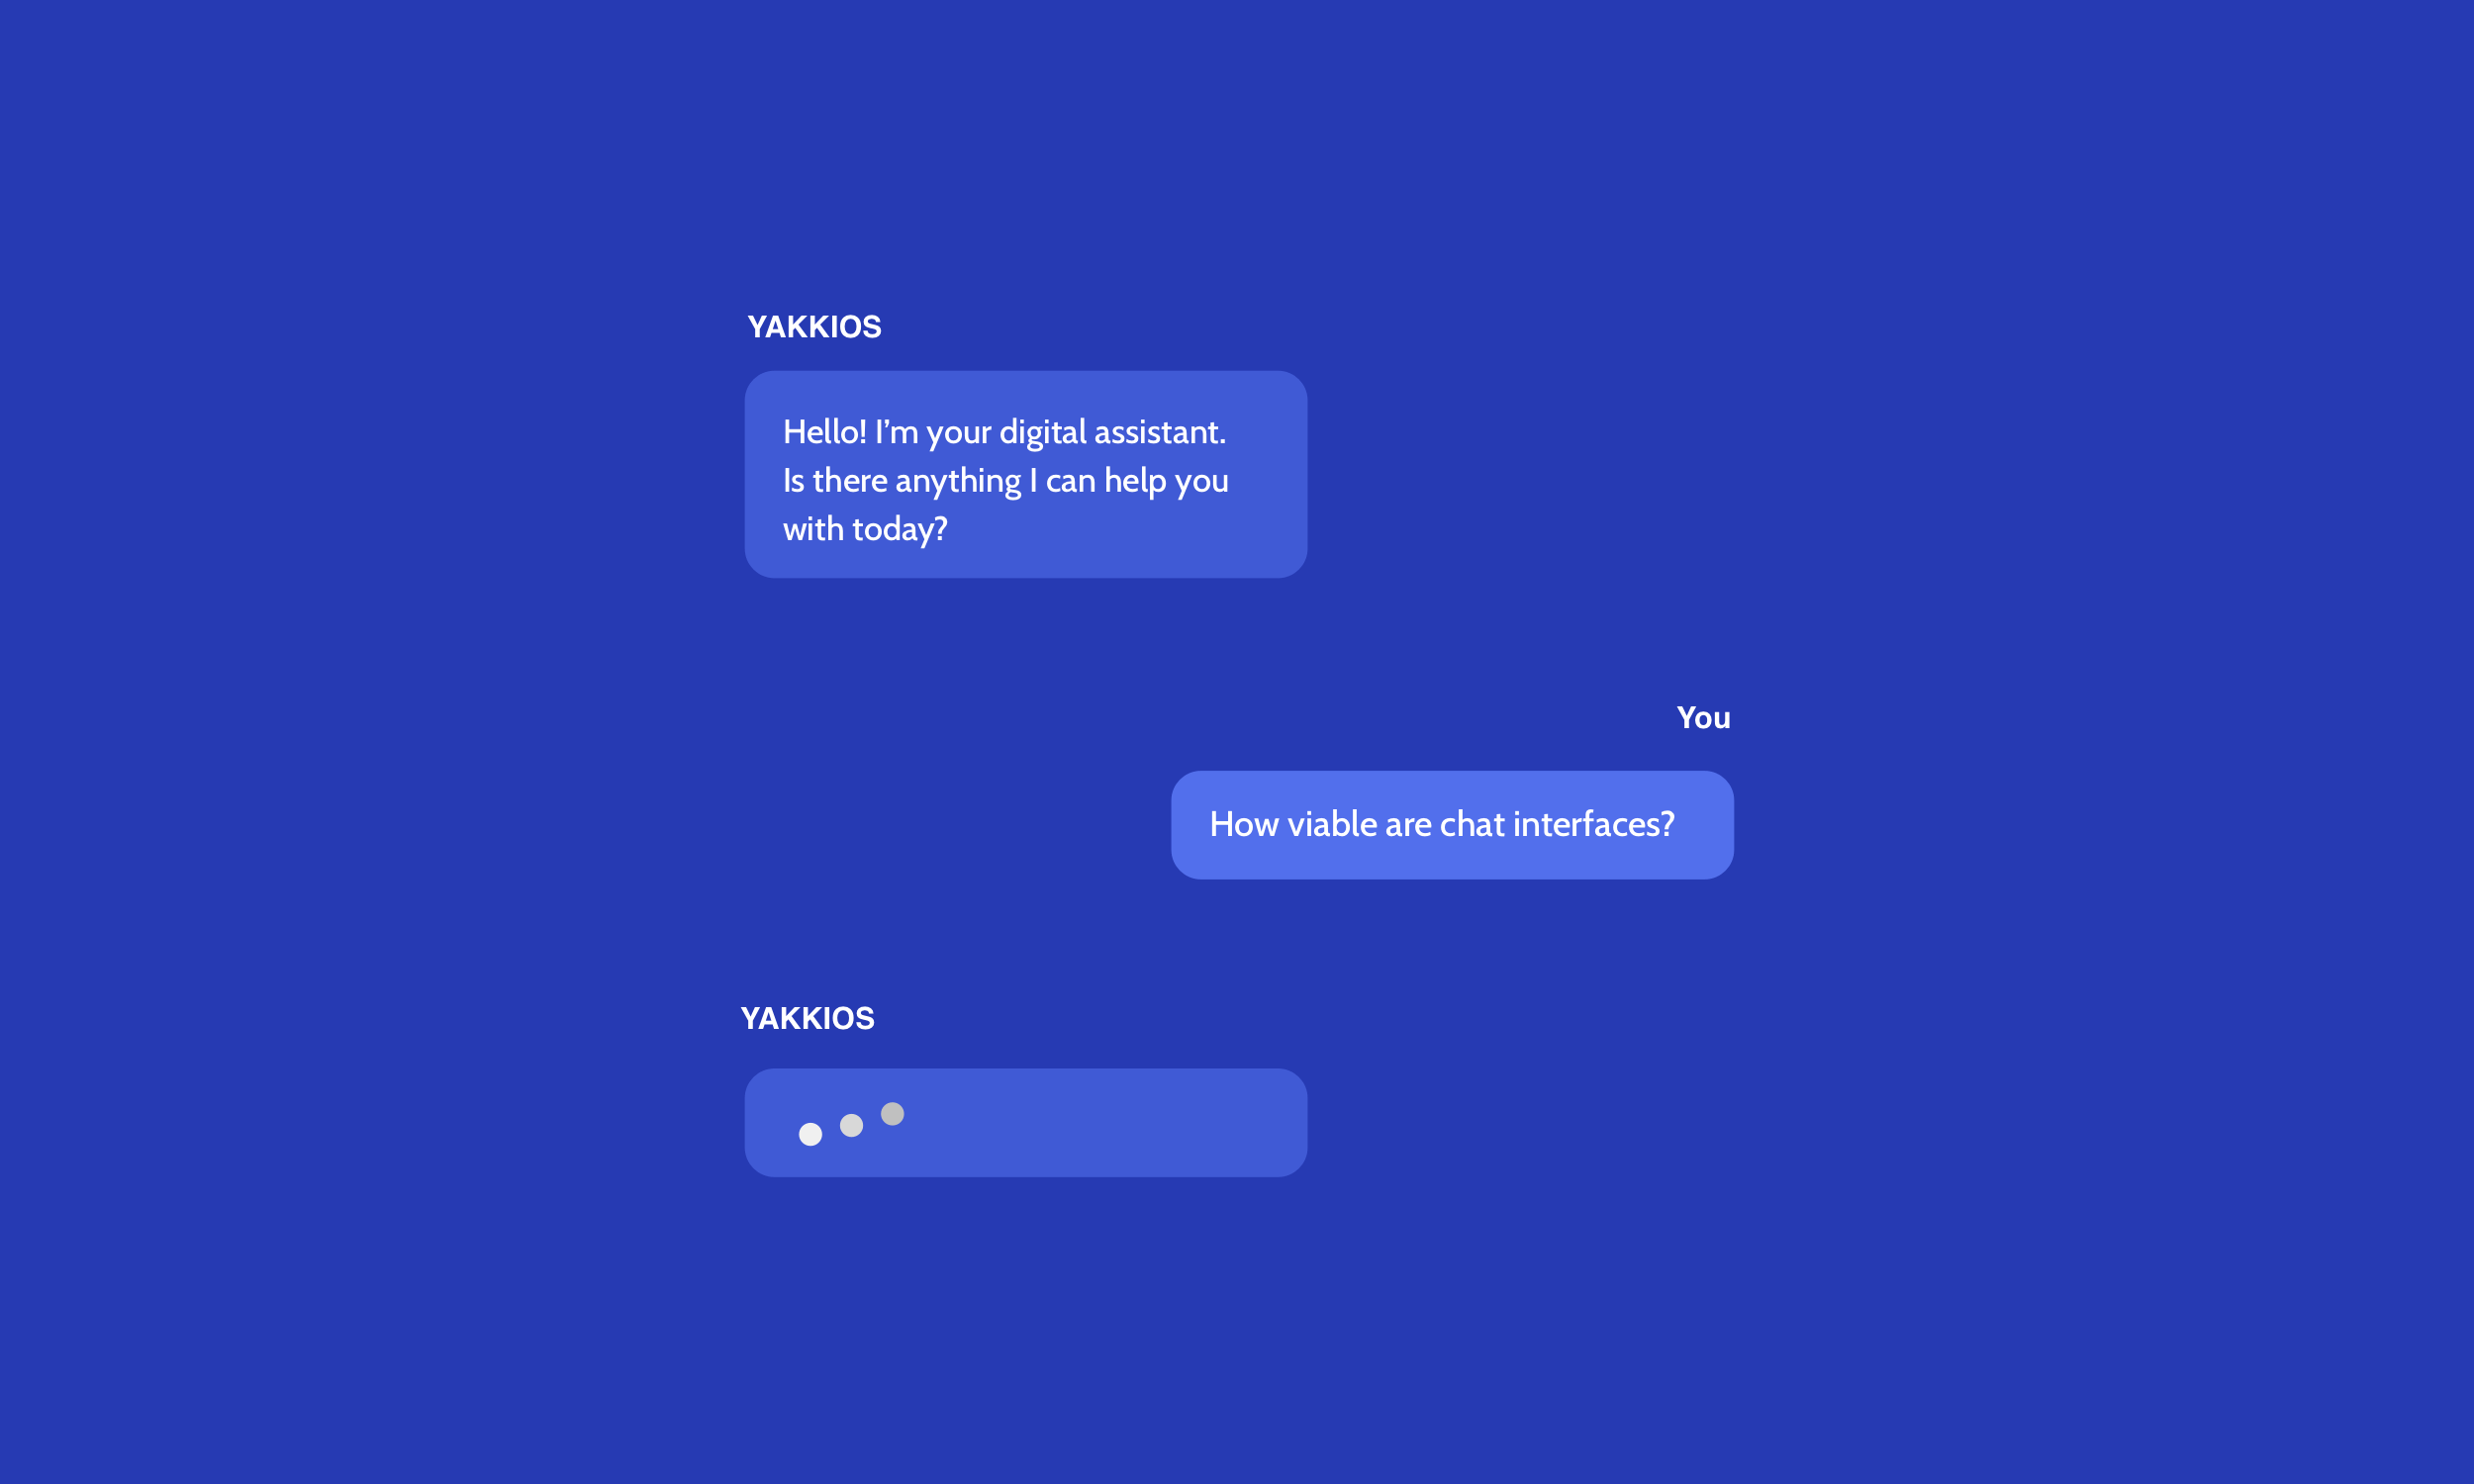 YAKKIOS
Hello! I’m your digital assistant.
Is there anything I can help you
with today?
You
How viable are chat interfaces?
YAKKIOS